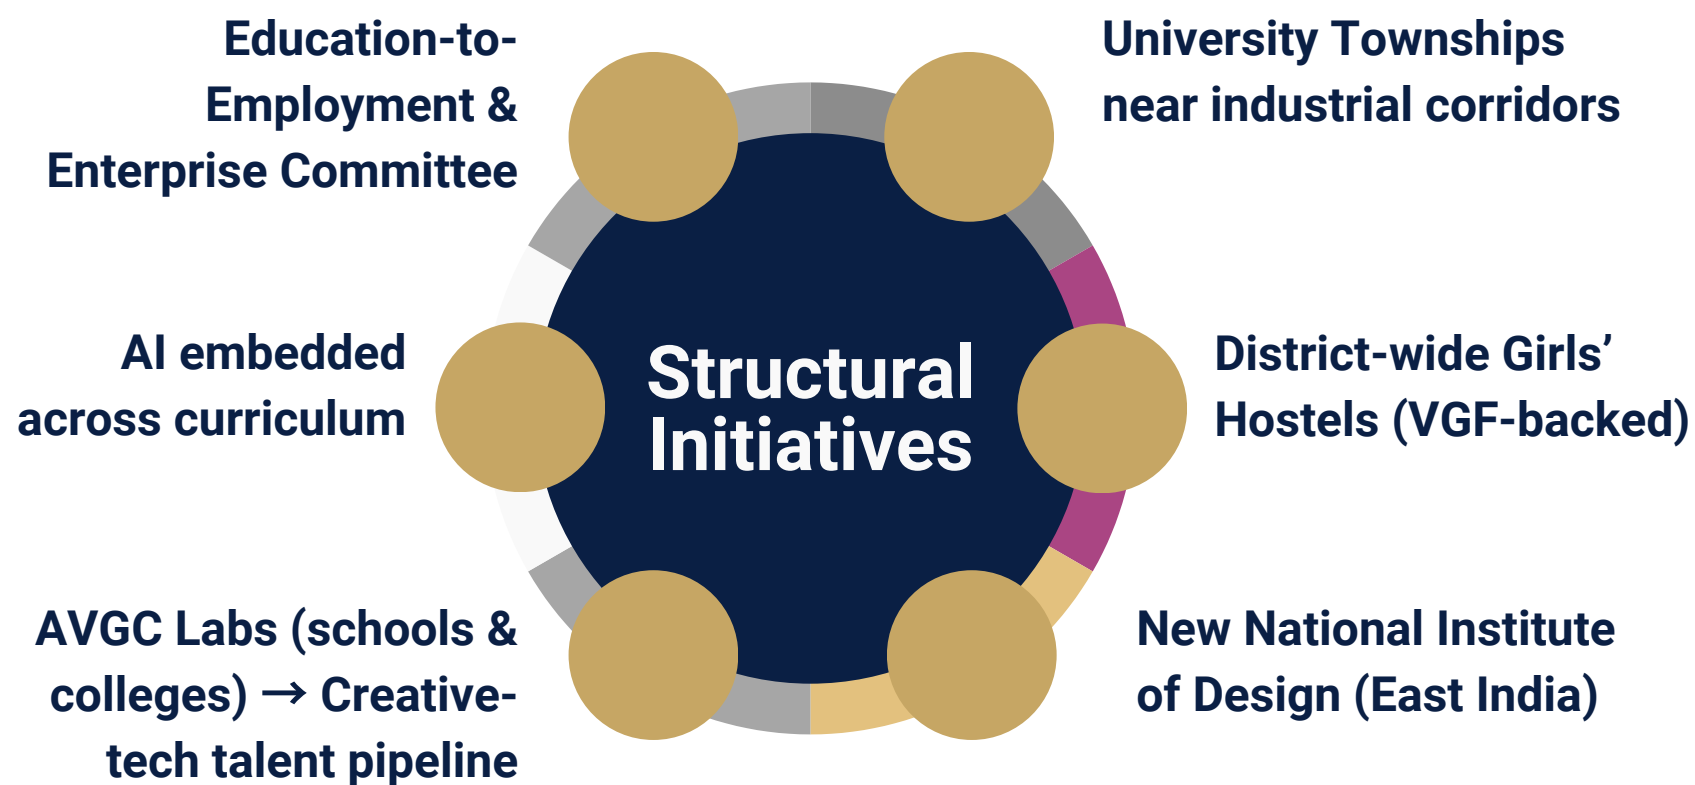 Education-to-
Employment &
Enterprise Committee
University Townships
near industrial corridors
AI embedded
across curriculum
Structural
Initiatives
District-wide Girls’
Hostels (VGF-backed)
AVGC Labs (schools &
colleges) → Creative-
tech talent pipeline
New National Institute
of Design (East India)